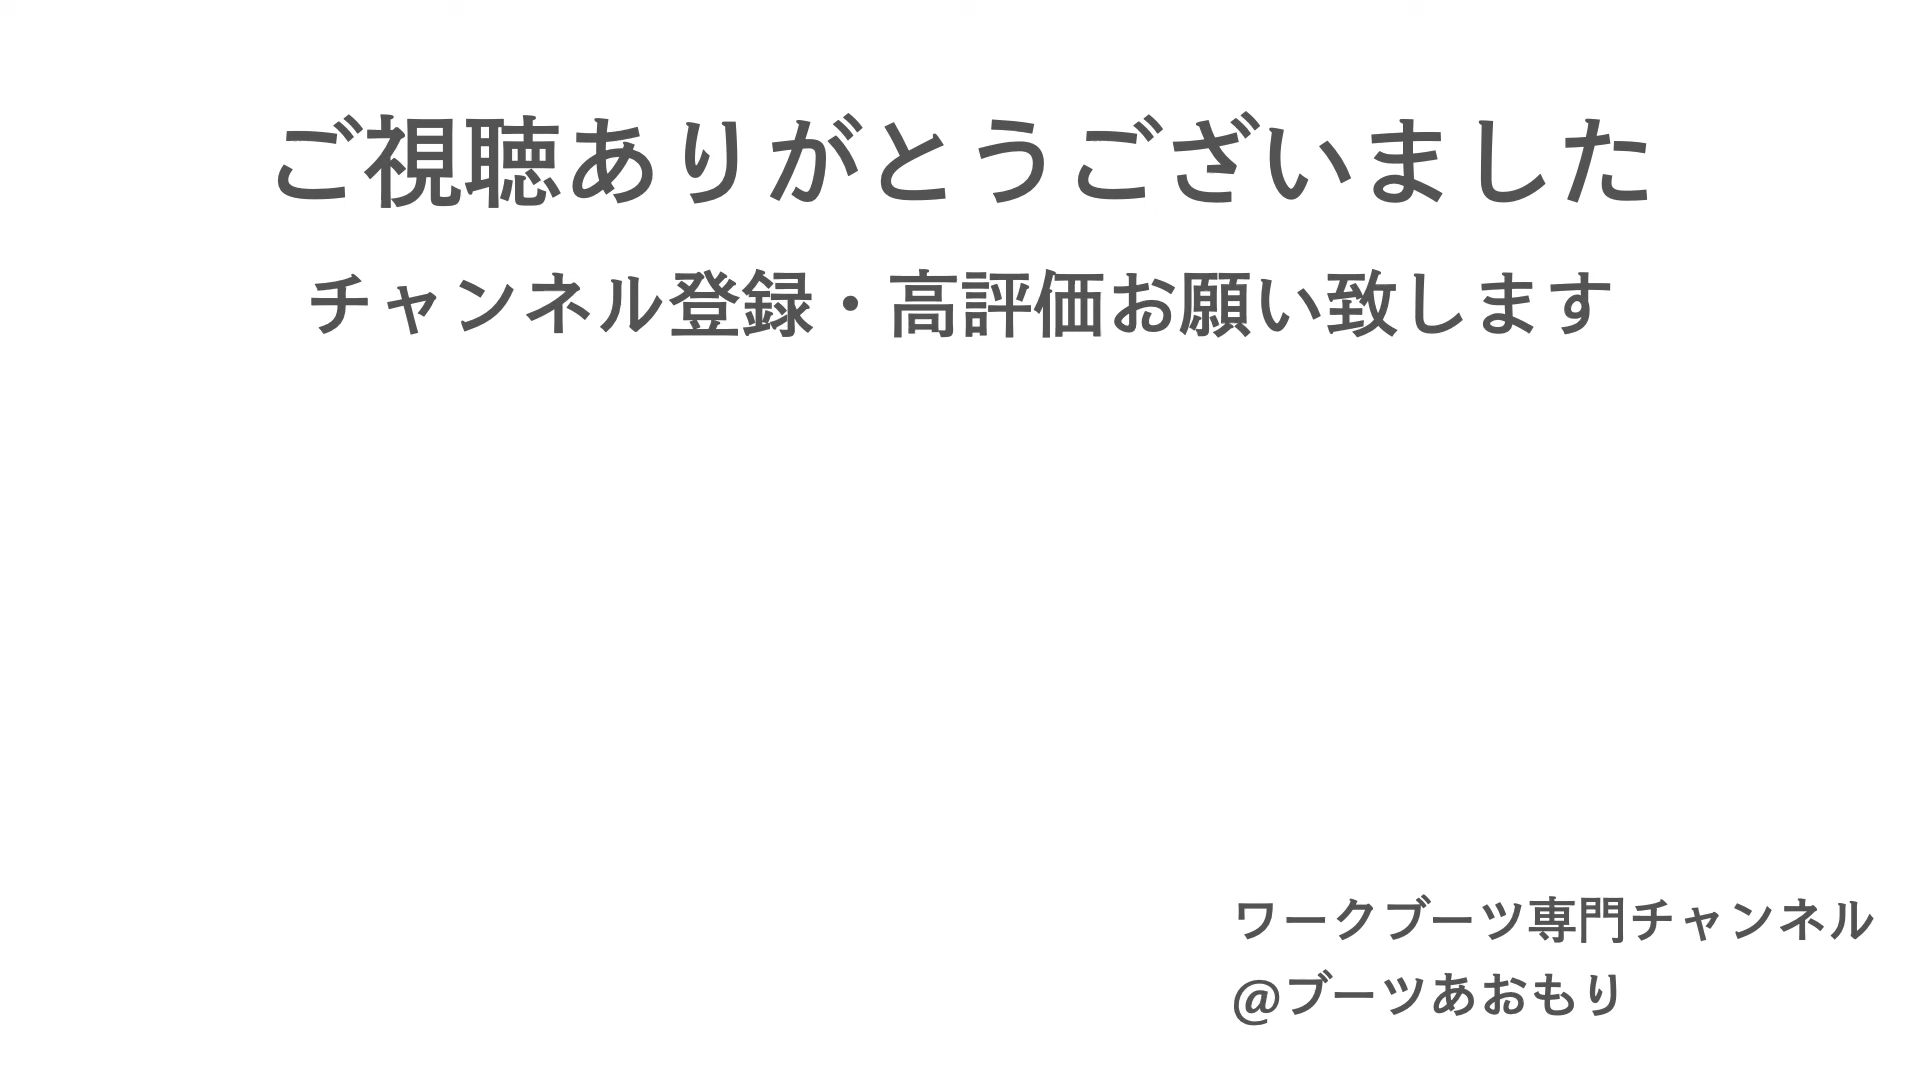 ご視聴ありがとうございました
チャンネル登録・高評価お願い致します
ワークブーツ専門チャンネル
@ブーツあおもり